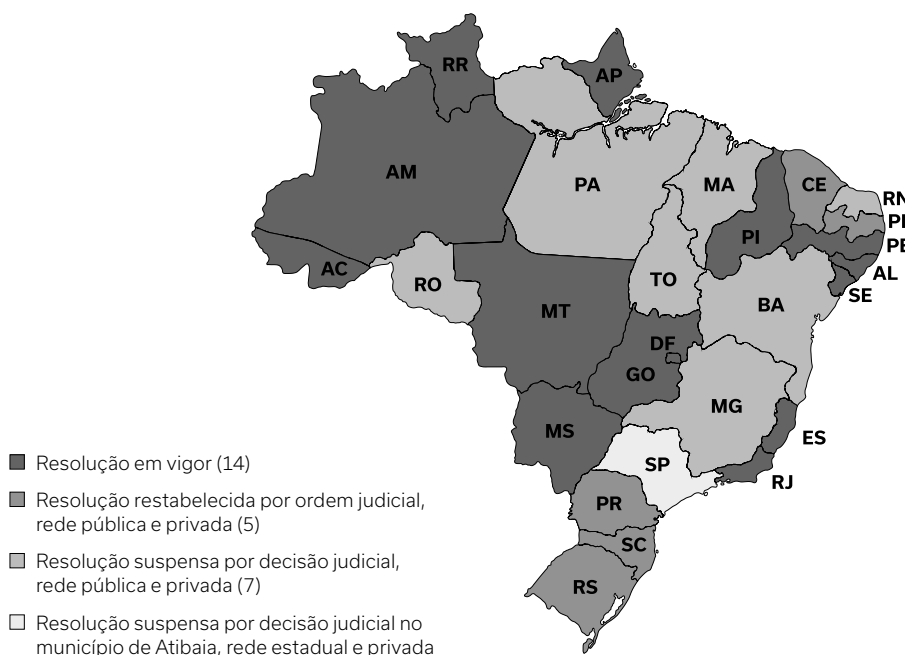 RR
AP
AM
PA
MA
CE
RN
PI
PE
AL
SE
AC
RO
TO
BA
MT
DF
GO
MG
MS
ES
SP
RJ
PR
SC
RS
Resolução em vigor (14)
Resolução restabelecida por ordem judicial,
rede pública e privada (5)
Resolução suspensa por decisão judicial,
rede pública e privada (7)
Resolução suspensa por decisão judicial no
município de Atibaia, rede estadual e privada